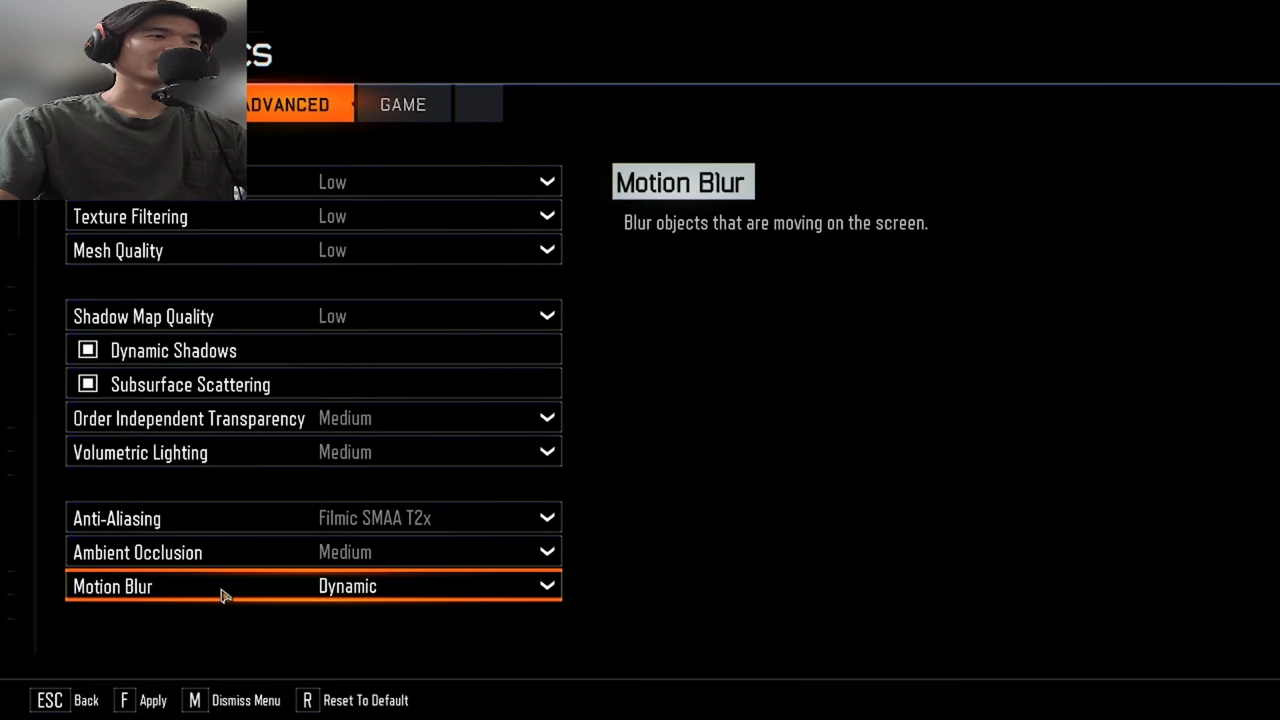 CS
ADVANCED GAME
Low
Motion Blur
Blur objects that are moving on the screen.
Texture Filtering Low
Mesh Quality Low
Shadow Map Quality Low
Dynamic Shadows
Subsurface Scattering
Order Independent Transparency Medium
Volumetric Lighting Medium
Anti-Aliasing Filmic SMAA T2x
Ambient Occlusion Medium
Motion Blur Dynamic
ESC Back F Apply M Dismiss Menu R Reset To Default